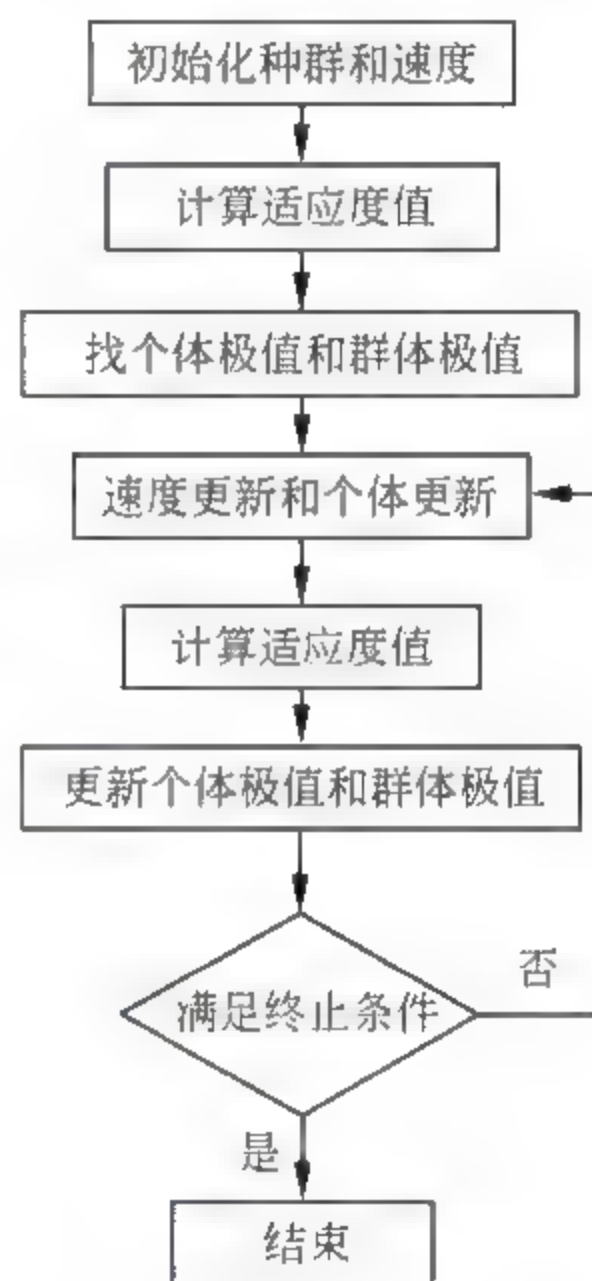 初始化种群和速度
计算适应度值
找个体极值和群体极值
速度更新和个体更新
计算适应度值
更新个体极值和群体极值
否
满足终止条件
是
结束